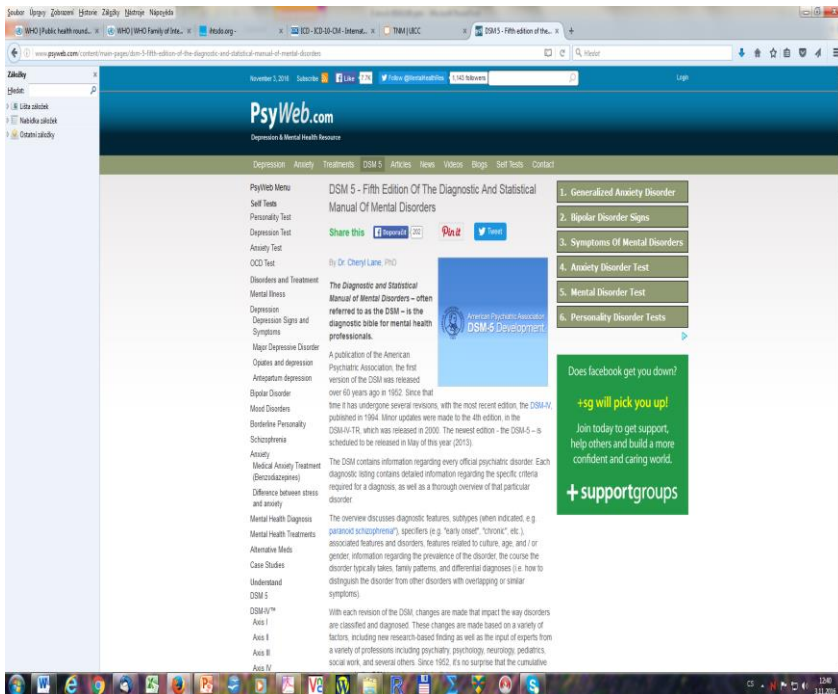 Soubor Úpravy Zobrazení Historie Záložky Nástroje Nápověda
WHO | Public health round... × WHO | WHO Family of Inte... × ihtsdo.org - × ICD - ICD-10-CM - Internat... × TNM | UICC × DSM 5 - Fifth edition of the... × +
www.psyweb.com/content/main-pages/dsm-5-fifth-edition-of-the-diagnostic-and-statistical-manual-of-mental-disorders
Hledat
Záložky ×
Hledat:
Lišta záložek
Nabídka záložek
Ostatní záložky
November 3, 2016 Subscribe Like 7.7K Follow @MentalHealthRes 1,143 followers Login
PsyWeb.com
Depression & Mental Health Resource
Depression Anxiety Treatments DSM 5 Articles News Videos Blogs Self Tests Contact
PsyWeb Menu
Self Tests
Personality Test
Depression Test
Anxiety Test
OCD Test
Disorders and Treatment
Mental Illness
Depression
Depression Signs and
Symptoms
Major Depressive Disorder
Opiates and depression
Antepartum depression
Bipolar Disorder
Mood Disorders
Borderline Personality
Schizophrenia
Anxiety
Medical Anxiety Treatment
(Benzodiazepines)
Difference between stress
and anxiety
Mental Health Diagnosis
Mental Health Treatments
Alternative Meds
Case Studies
Understand
DSM 5
DSM-IV™
Axis I
Axis II
Axis III
Axis IV
DSM 5 - Fifth Edition Of The Diagnostic And Statistical
Manual Of Mental Disorders
Share this Doporučit 202 Pin it Tweet
By Dr. Cheryl Lane, PhD
The Diagnostic and Statistical
Manual of Mental Disorders – often
referred to as the DSM – is the
diagnostic bible for mental health
professionals.
American Psychiatric Association
DSM-5 Development
A publication of the American
Psychiatric Association, the first
version of the DSM was released
over 60 years ago in 1952. Since that
time it has undergone several revisions, with the most recent edition, the DSM-IV,
published in 1994. Minor updates were made to the 4th edition, in the
DSM-IV-TR, which was released in 2000. The newest edition - the DSM-5 – is
scheduled to be released in May of this year (2013).
The DSM contains information regarding every official psychiatric disorder. Each
diagnostic listing contains detailed information regarding the specific criteria
required for a diagnosis, as well as a thorough overview of that particular
disorder.
The overview discusses diagnostic features, subtypes (when indicated, e.g.
paranoid schizophrenia"), specifiers (e.g. "early onset", "chronic", etc.),
associated features and disorders, features related to culture, age, and / or
gender, information regarding the prevalence of the disorder, the course the
disorder typically takes, family patterns, and differential diagnoses (i.e. how to
distinguish the disorder from other disorders with overlapping or similar
symptoms).
With each revision of the DSM, changes are made that impact the way disorders
are classified and diagnosed. These changes are made based on a variety of
factors, including new research-based finding as well as the input of experts from
a variety of professions including psychiatry, psychology, neurology, pediatrics,
social work, and several others. Since 1952, it's no surprise that the cumulative
1. Generalized Anxiety Disorder
2. Bipolar Disorder Signs
3. Symptoms Of Mental Disorders
4. Anxiety Disorder Test
5. Mental Disorder Test
6. Personality Disorder Tests
Does facebook get you down?
+sg will pick you up!
Join today to get support,
help others and build a more
confident and caring world.
+supportgroups
CS 12:40